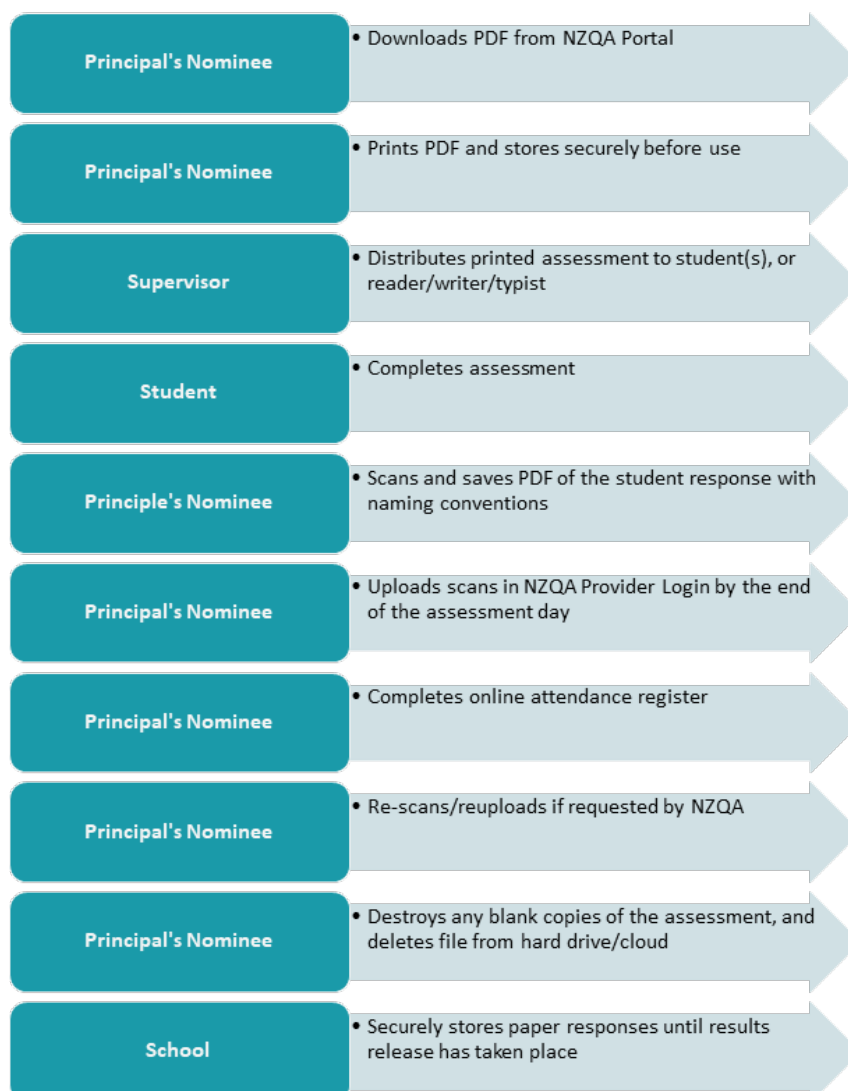 Principal's Nominee
• Downloads PDF from NZQA Portal
Principal's Nominee
• Prints PDF and stores securely before use
Supervisor
• Distributes printed assessment to student(s), or
reader/writer/typist
Student
• Completes assessment
Principle's Nominee
• Scans and saves PDF of the student response with
naming conventions
Principal's Nominee
• Uploads scans in NZQA Provider Login by the end
of the assessment day
Principal's Nominee
• Completes online attendance register
Principal's Nominee
• Re-scans/reuploads if requested by NZQA
Principal's Nominee
• Destroys any blank copies of the assessment, and
deletes file from hard drive/cloud
School
• Securely stores paper responses until results
release has taken place